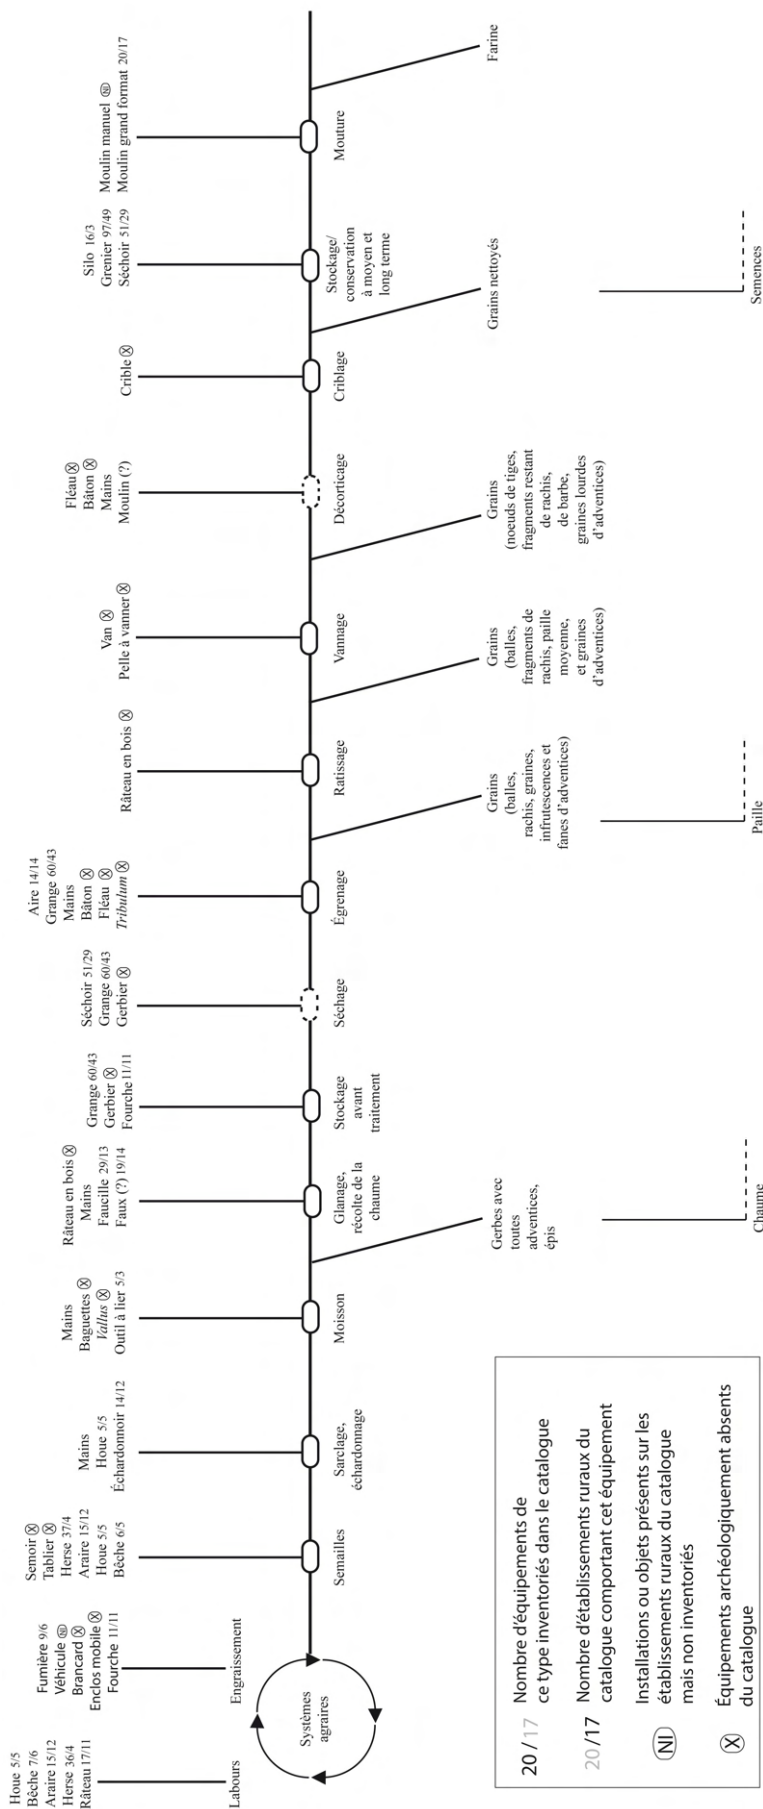 Houe 5/5
Bêche 7/6
Araire 15/12
Herse 36/4
Râteau 17/11
Labours
Systèmes
agraires
Fumière 9/6
Véhicule NI
Brancard X
Enclos mobile X
Fourche 11/11
Engraissement
Semoir X
Tablier X
Herse 37/4
Araire 15/12
Houe 5/5
Bêche 6/5
Semailles
Mains
Houe 5/5
Échardonnoir 14/12
Sarclage,
échardonnage
Mains
Baguettes X
Vallus X
Outil à lier 5/3
Moisson
Gerbes avec
toutes
adventices,
épis
Chaume
Râteau en bois X
Mains
Faucille 29/13
Faux (?) 19/14
Glanage,
récolte de la
chaume
Grange 60/43
Gerbier X
Fourche 11/11
Stockage
avant
traitement
Séchoir 51/29
Grange 60/43
Gerbier X
Séchage
Aire 14/14
Grange 60/43
Mains
Bâton X
Fléau X
Tribulum X
Égrenage
Grains
(balles,
rachis, graines,
infrutescences et
fanes d'adventices)
Paille
Râteau en bois X
Ratissage
Grains
(balles,
fragments de
rachis, paille
moyenne,
et graines
d'adventices)
Van X
Pelle à vanner X
Vannage
Grains
(noeuds de tiges,
fragments restant
de rachis,
de barbe,
graines lourdes
d'adventices)
Fléau X
Bâton X
Mains
Moulin (?)
Décorticage
Crible X
Criblage
Grains nettoyés
Semences
Silo 16/3
Grenier 97/49
Séchoir 51/29
Stockage/
conservation
à moyen et
long terme
Moulin manuel NI
Moulin grand format 20/17
Mouture
Farine
20 / 17 Nombre d'équipements de
ce type inventoriés dans le catalogue
20 / 17 Nombre d'établissements ruraux du
catalogue comportant cet équipement
NI Installations ou objets présents sur les
établissements ruraux du catalogue
mais non inventoriés
X Équipements archéologiquement absents
du catalogue